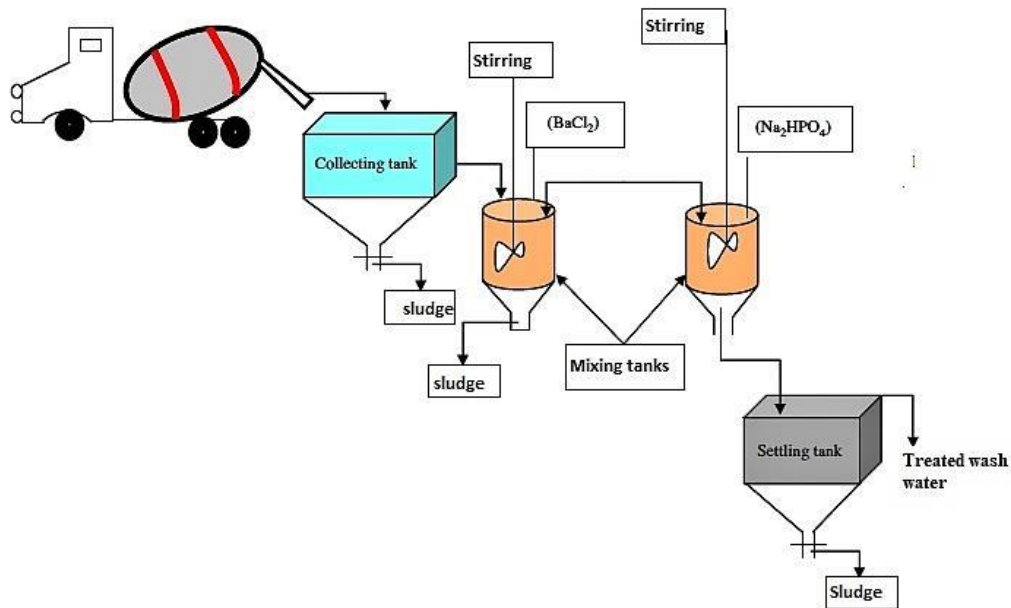 Stirring
Stirring
(BaCl₂)
(Na₂HPO₄)
Collecting tank
sludge
sludge
Mixing tanks
Settling tank
Treated wash
water
Sludge